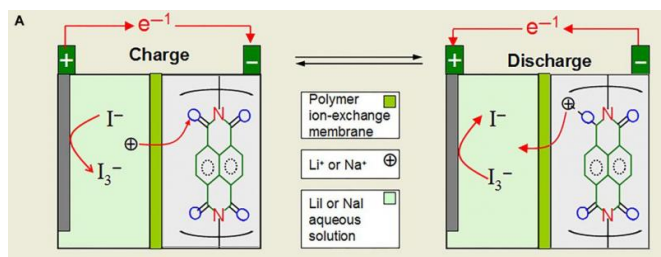 A
e⁻¹
e⁻¹
+
Charge
−
+
Discharge
−
I⁻
⊕
I₃⁻
O
N
O
O
N
O
Polymer
ion-exchange
membrane
Li⁺ or Na⁺ ⊕
LiI or NaI
aqueous
solution
I⁻
I₃⁻
⊕
O
N
O
O
N
O